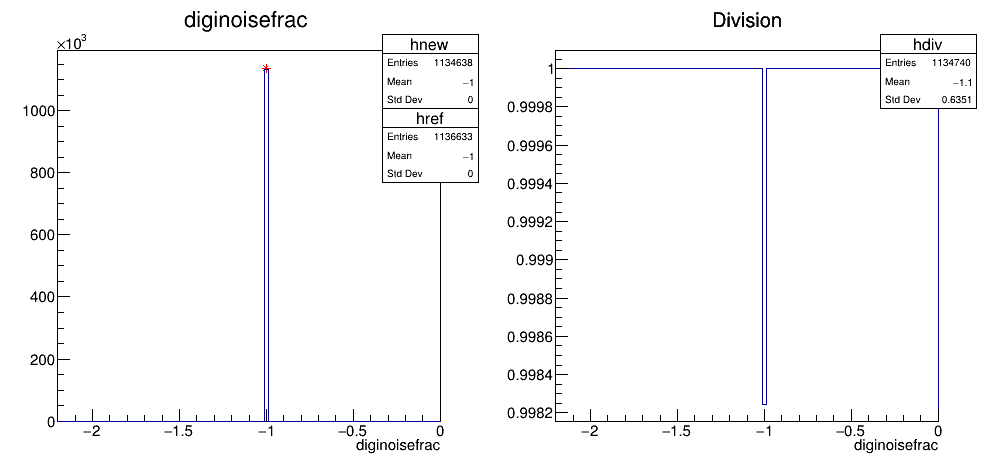 diginoisefrac
×10³
hnew
Entries 1134638
Mean −1
Std Dev 0
href
Entries 1136633
Mean −1
Std Dev 0
1000
800
600
400
200
0
−2 −1.5 −1 −0.5 0
diginoisefrac
Division
hdiv
Entries 1134740
Mean −1.1
Std Dev 0.6351
1
0.9998
0.9996
0.9994
0.9992
0.999
0.9988
0.9986
0.9984
0.9982
−2 −1.5 −1 −0.5 0
diginoisefrac